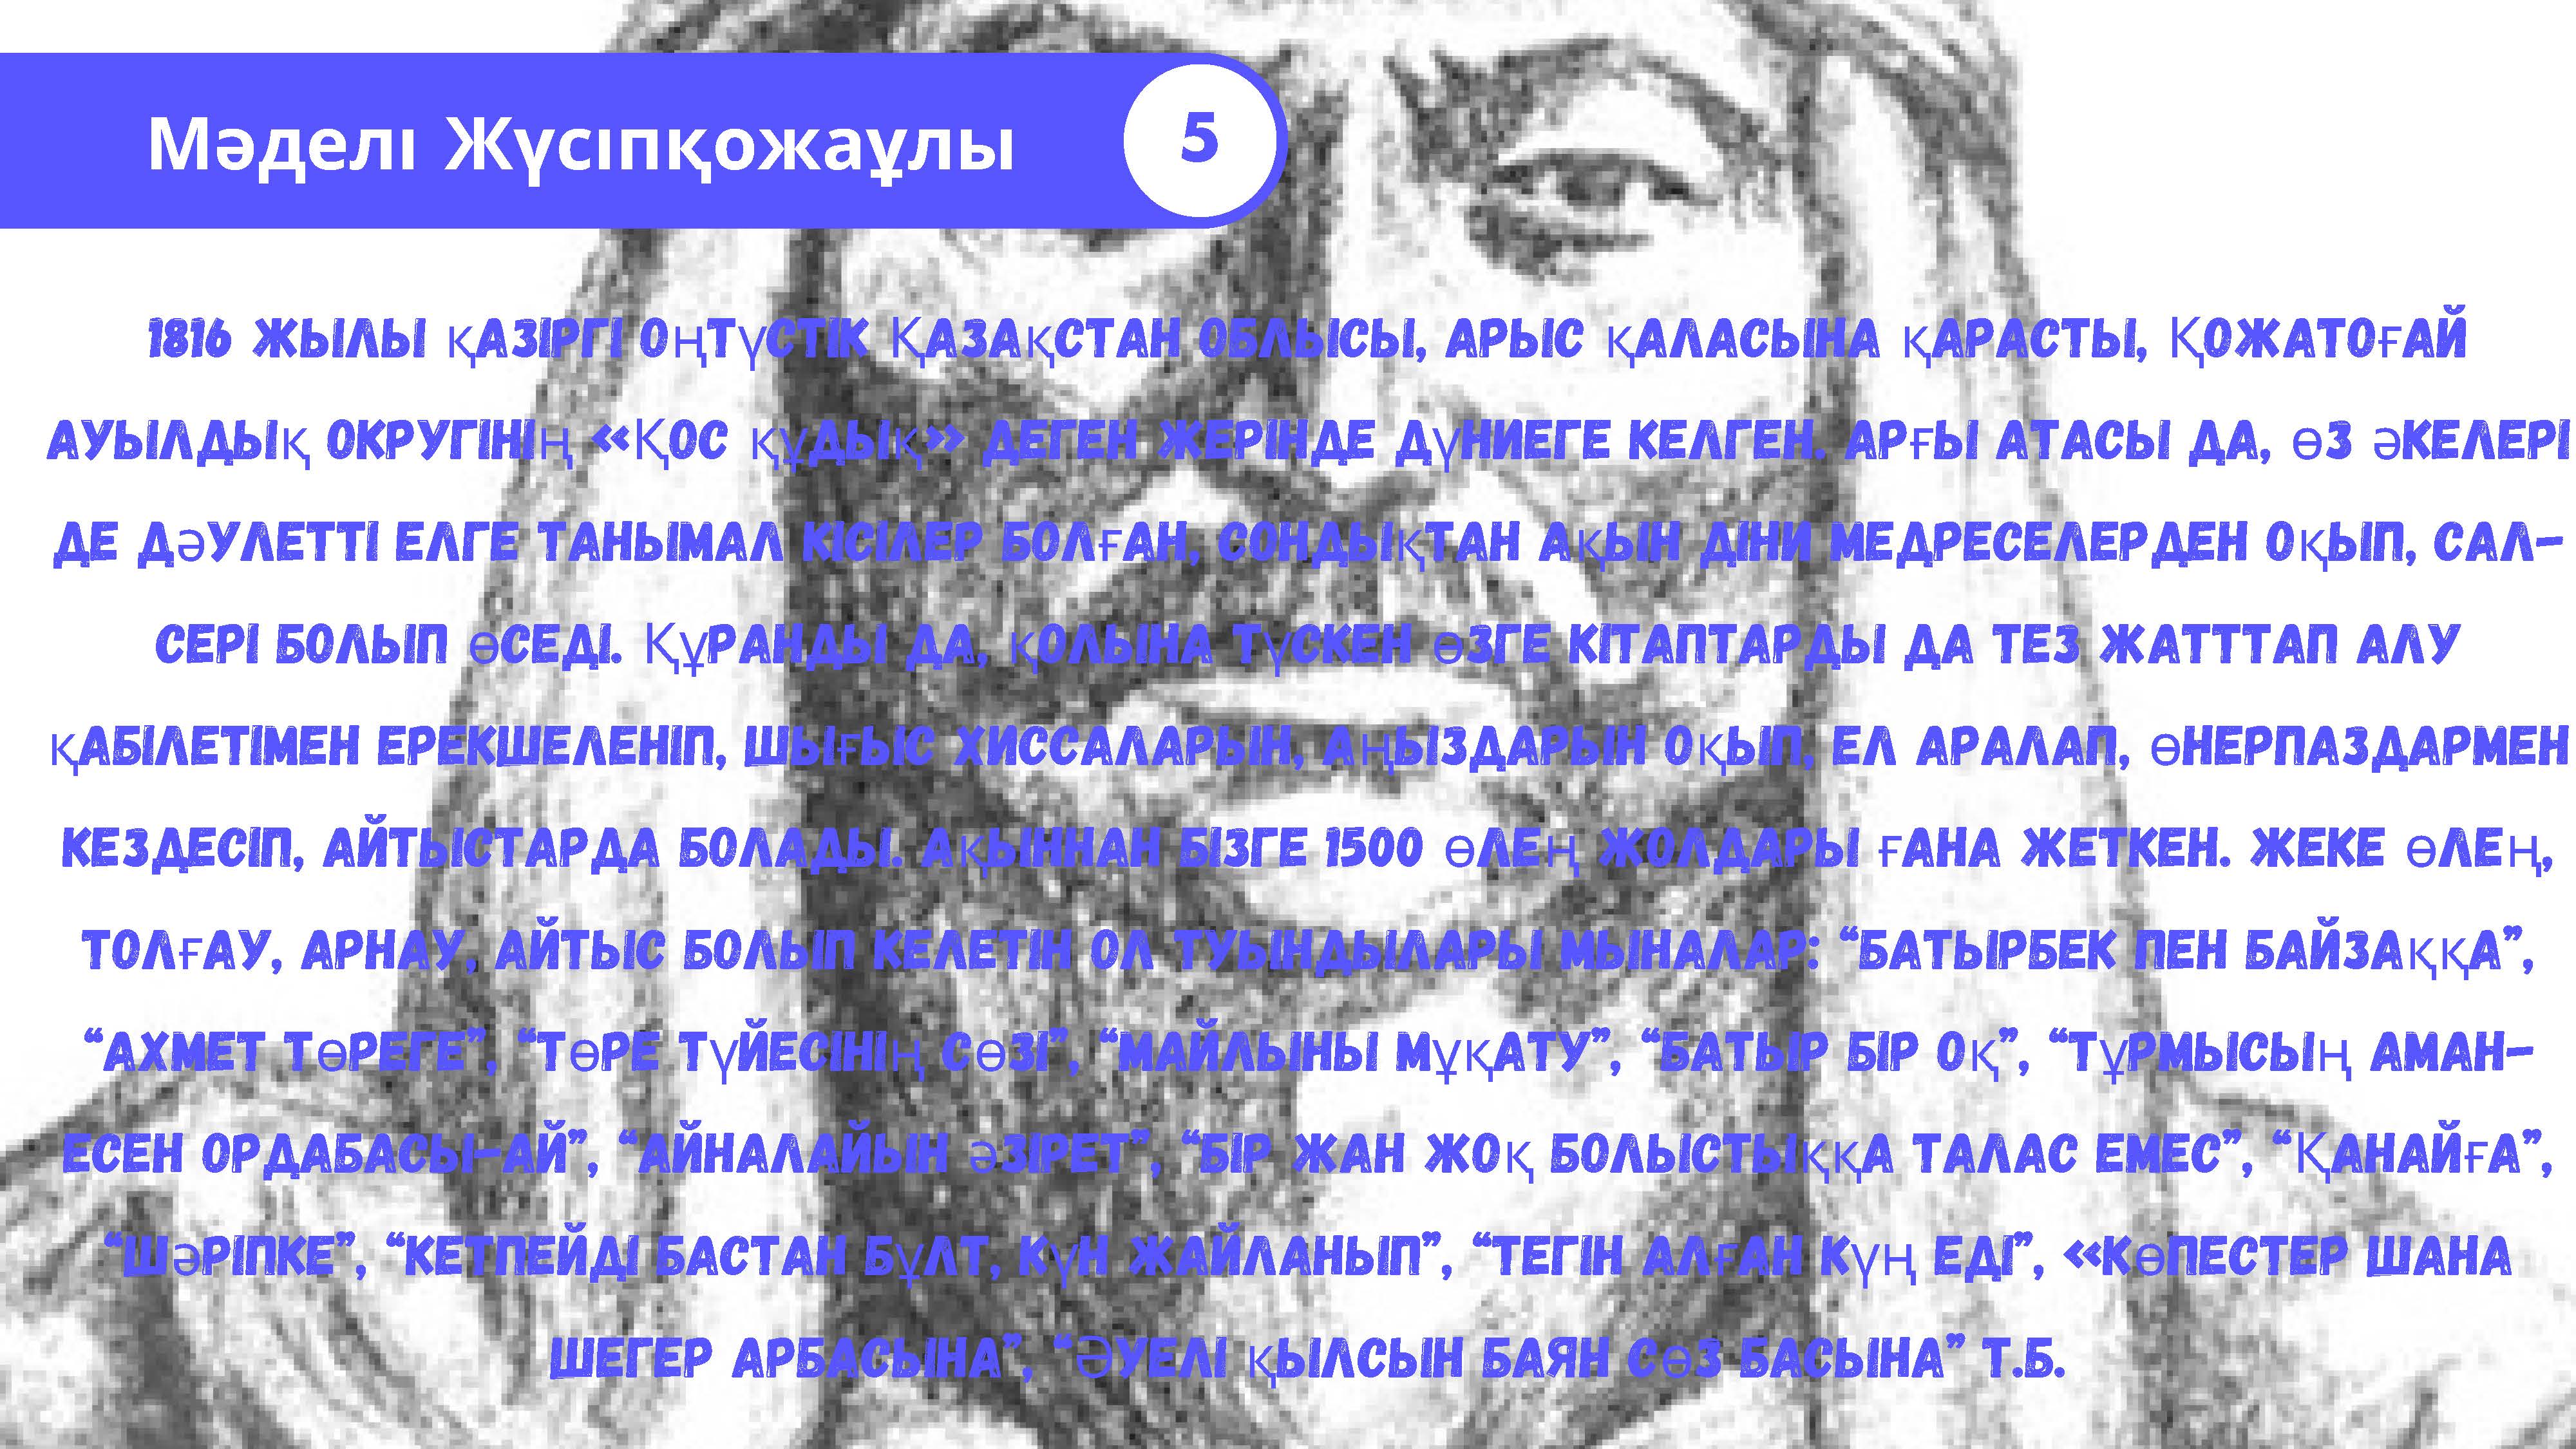 Мәделі Жүсіпқожаұлы
5
1816 ЖЫЛЫ ҚАЗІРГІ ОҢТҮСТІК ҚАЗАҚСТАН ОБЛЫСЫ, АРЫС ҚАЛАСЫНА ҚАРАСТЫ, ҚОЖАТОҒАЙ
АУЫЛДЫҚ ОКРУГІНІҢ «ҚОС ҚҰДЫҚ» ДЕГЕН ЖЕРІНДЕ ДҮНИЕГЕ КЕЛГЕН. АРҒЫ АТАСЫ ДА, ӨЗ ӘКЕЛЕРІ
ДЕ ДӘУЛЕТТІ ЕЛГЕ ТАНЫМАЛ КІСІЛЕР БОЛҒАН, СОНДЫҚТАН АҚЫН ДІНИ МЕДРЕСЕЛЕРДЕН ОҚЫП, САЛ-
СЕРІ БОЛЫП ӨСЕДІ. ҚҰРАНДЫ ДА, ҚОЛЫНА ТҮСКЕН ӨЗГЕ КІТАПТАРДЫ ДА ТЕЗ ЖАТТТАП АЛУ
ҚАБІЛЕТІМЕН ЕРЕКШЕЛЕНІП, ШЫҒЫС ХИССАЛАРЫН, АҢЫЗДАРЫН ОҚЫП, ЕЛ АРАЛАП, ӨНЕРПАЗДАРМЕН
КЕЗДЕСІП, АЙТЫСТАРДА БОЛАДЫ. АҚЫННАН БІЗГЕ 1500 ӨЛЕҢ ЖОЛДАРЫ ҒАНА ЖЕТКЕН. ЖЕКЕ ӨЛЕҢ,
ТОЛҒАУ, АРНАУ, АЙТЫС БОЛЫП КЕЛЕТІН ОЛ ТУЫНДЫЛАРЫ МЫНАЛАР: “БАТЫРБЕК ПЕН БАЙЗАҚҚА”,
“АХМЕТ ТӨРЕГЕ”, “ТӨРЕ ТҮЙЕСІНІҢ СӨЗІ”, “МАЙЛЫНЫ МҰҚАТУ”, “БАТЫР БІР ОҚ”, “ТҰРМЫСЫҢ АМАН-
ЕСЕН ОРДАБАСЫ-АЙ”, “АЙНАЛАЙЫН ӘЗІРЕТ”, “БІР ЖАН ЖОҚ БОЛЫСТЫҚҚА ТАЛАС ЕМЕС”, “ҚАНАЙҒА”,
“ШӘРІПКЕ”, “КЕТПЕЙДІ БАСТАН БҰЛТ, КҮН ЖАЙЛАНЫП”, “ТЕГІН АЛҒАН КҮҢ ЕДІ”, «КӨПЕСТЕР ШАНА
ШЕГЕР АРБАСЫНА”, “ӘУЕЛІ ҚЫЛСЫН БАЯН СӨЗ БАСЫНА” Т.Б.